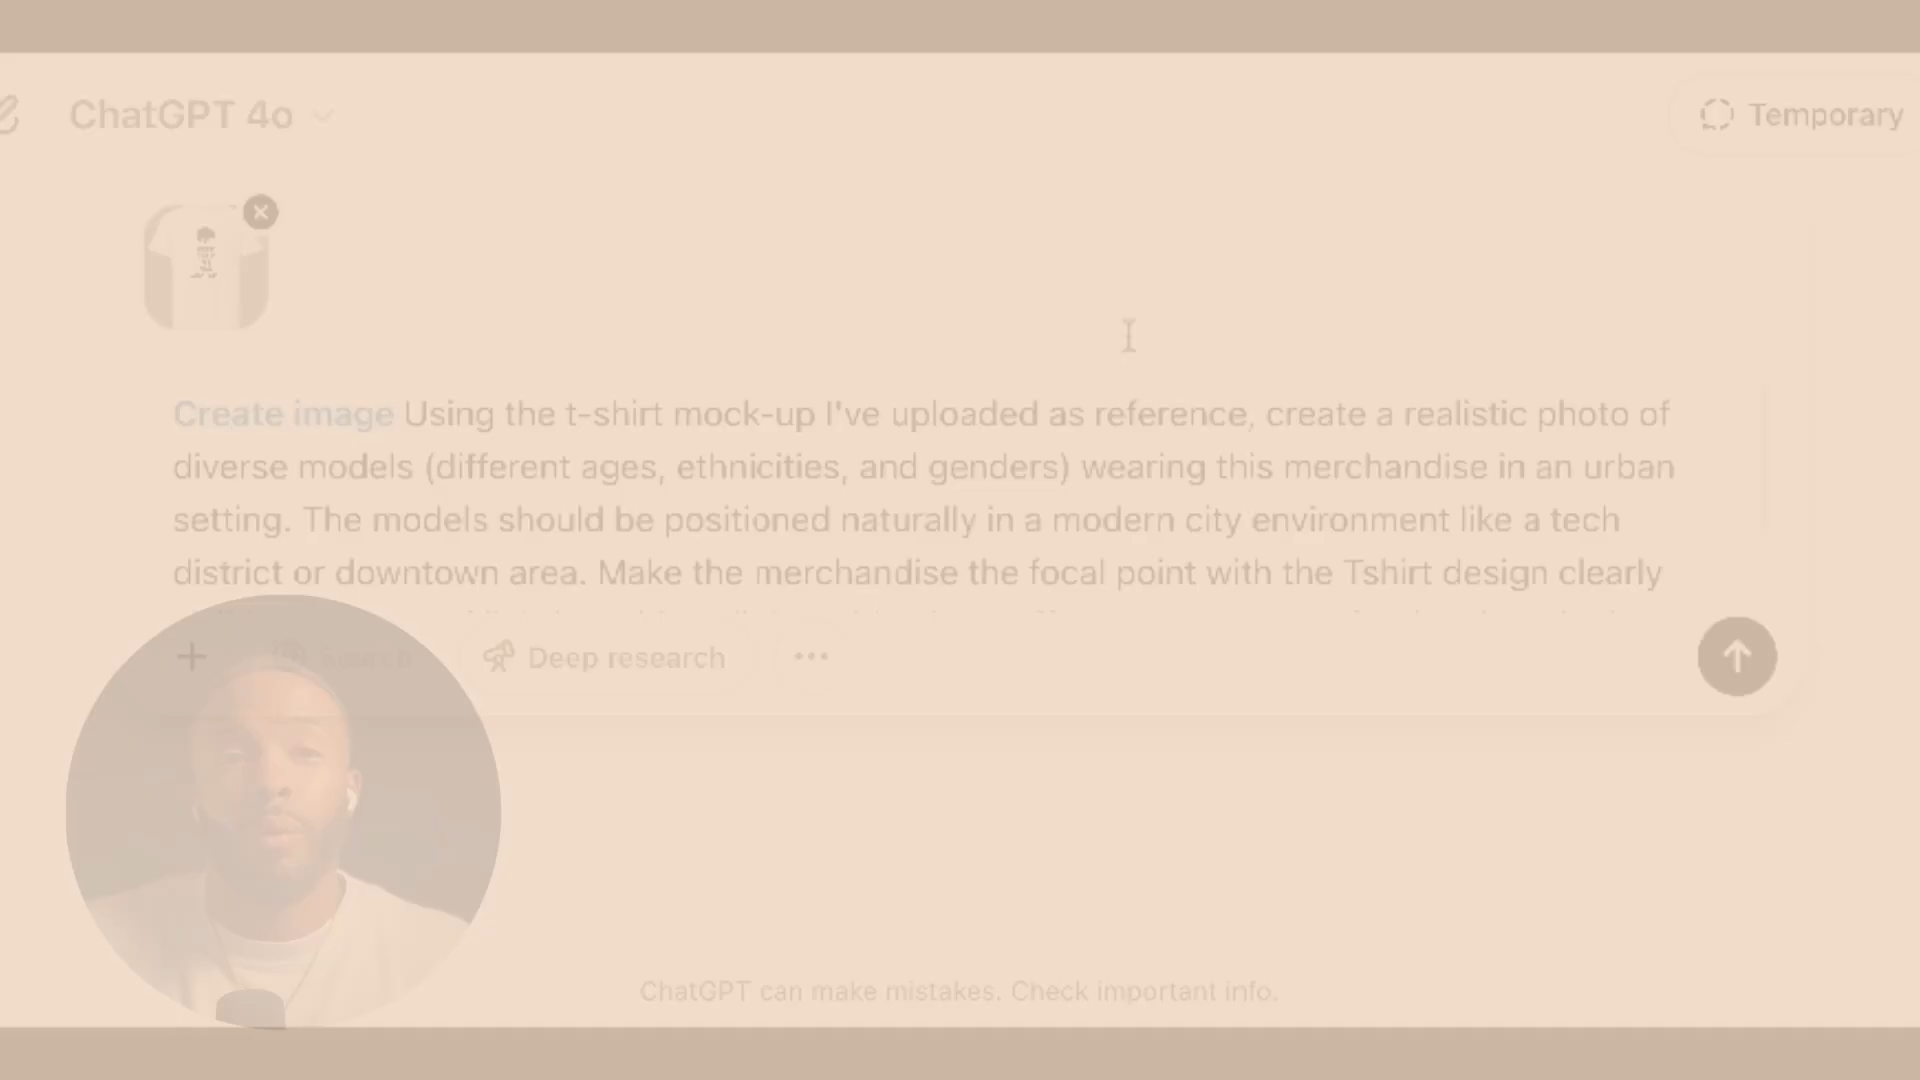 ChatGPT 4o
Temporary
Create image Using the t-shirt mock-up I've uploaded as reference, create a realistic photo of
diverse models (different ages, ethnicities, and genders) wearing this merchandise in an urban
setting. The models should be positioned naturally in a modern city environment like a tech
district or downtown area. Make the merchandise the focal point with the Tshirt design clearly
Search
Deep research
ChatGPT can make mistakes. Check important info.